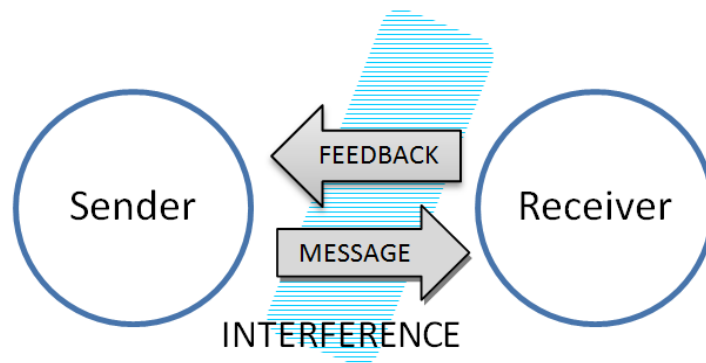 FEEDBACK
Sender
Receiver
MESSAGE
INTERFERENCE